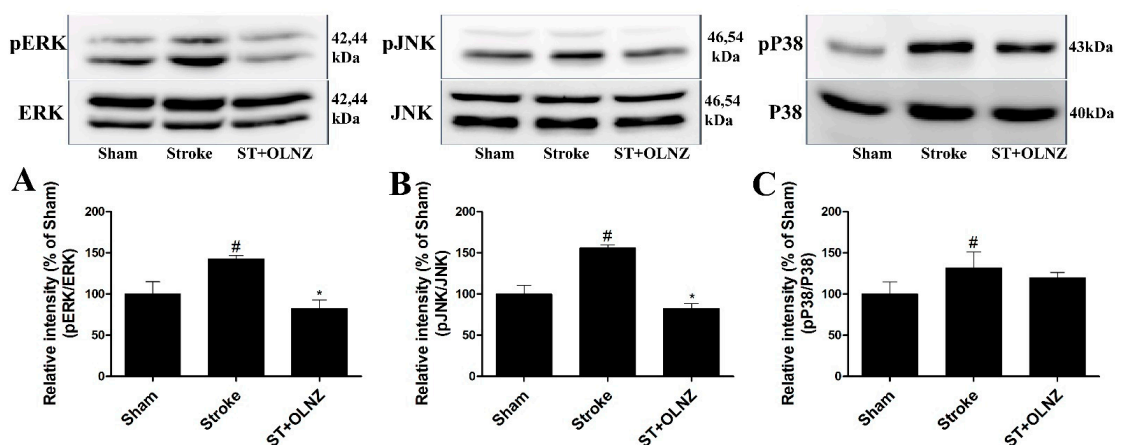 pERK
42,44
kDa
ERK
42,44
kDa
Sham Stroke ST+OLNZ
pJNK
46,54
kDa
JNK
46,54
kDa
Sham Stroke ST+OLNZ
pP38
43kDa
P38
40kDa
Sham Stroke ST+OLNZ
A
Relative intensity (% of Sham)
(pERK/ERK)
200
150
100
50
0
#
*
Sham
Stroke
ST+OLNZ
B
Relative intensity (% of Sham)
(pJNK/JNK)
200
150
100
50
0
#
*
Sham
Stroke
ST+OLNZ
C
Relative intensity (% of Sham)
(pP38/P38)
200
150
100
50
0
#
Sham
Stroke
ST+OLNZ